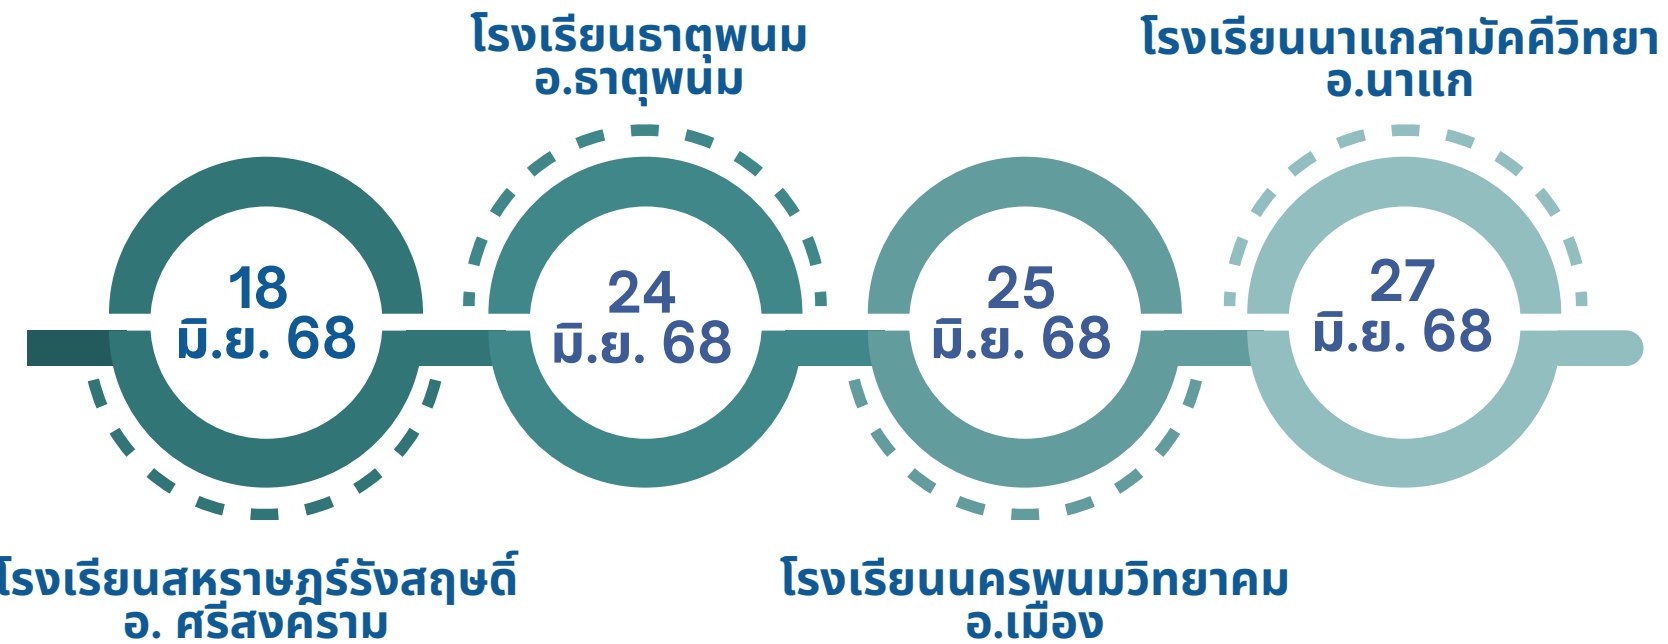 โรงเรียนธาตุพนม
อ.ธาตุพนม
โรงเรียนนาแกสามัคคีวิทยา
อ.นาแก
18
มิ.ย. 68
24
มิ.ย. 68
25
มิ.ย. 68
27
มิ.ย. 68
โรงเรียนสหราษฎร์รังสฤษดิ์
อ. ศรีสงคราม
โรงเรียนนครพนมวิทยาคม
อ.เมือง